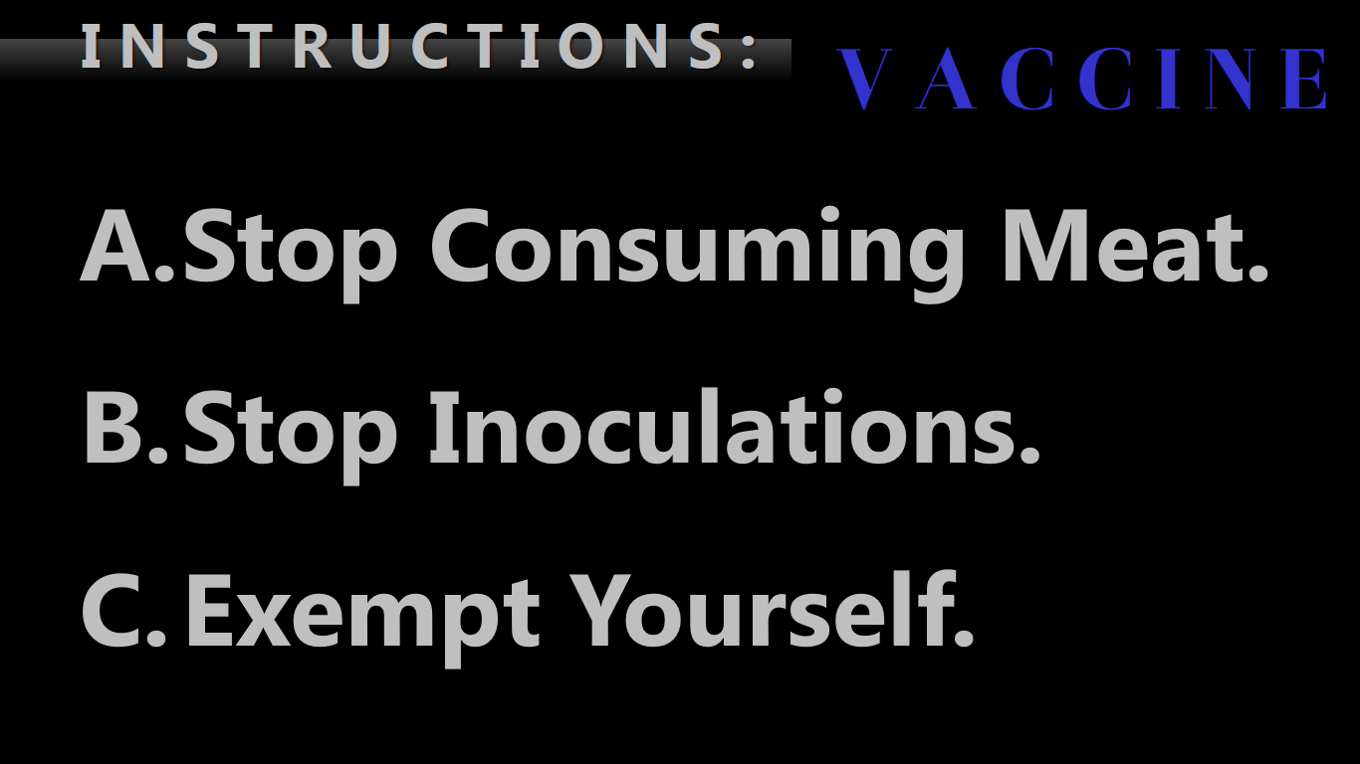 INSTRUCTIONS:
VACCINE
A. Stop Consuming Meat.
B. Stop Inoculations.
C. Exempt Yourself.